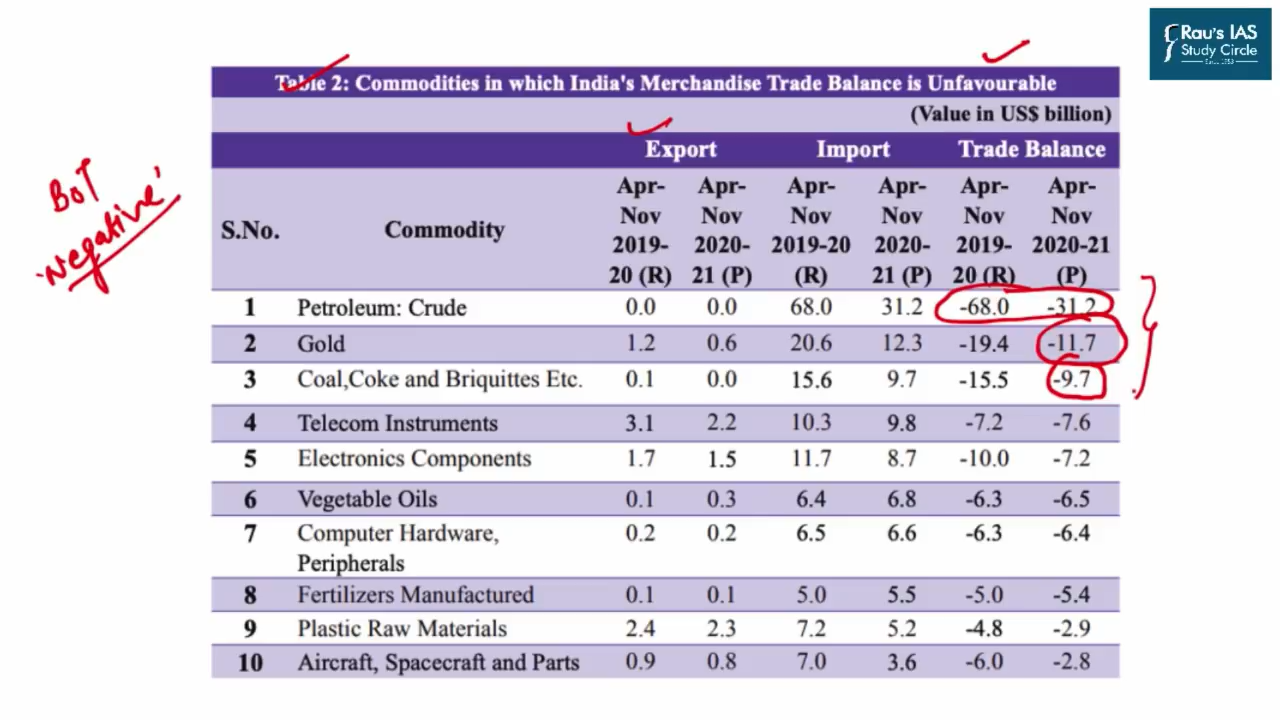 Rau's IAS
Study Circle
Since 1953
Table 2: Commodities in which India's Merchandise Trade Balance is Unfavourable
(Value in US$ billion)
Export Import Trade Balance
S.No. Commodity Apr-Nov 2019-20 (R) Apr-Nov 2020-21 (P) Apr-Nov 2019-20 (R) Apr-Nov 2020-21 (P) Apr-Nov 2019-20 (R) Apr-Nov 2020-21 (P)
1 Petroleum: Crude 0.0 0.0 68.0 31.2 -68.0 -31.2
2 Gold 1.2 0.6 20.6 12.3 -19.4 -11.7
3 Coal,Coke and Briquittes Etc. 0.1 0.0 15.6 9.7 -15.5 -9.7
4 Telecom Instruments 3.1 2.2 10.3 9.8 -7.2 -7.6
5 Electronics Components 1.7 1.5 11.7 8.7 -10.0 -7.2
6 Vegetable Oils 0.1 0.3 6.4 6.8 -6.3 -6.5
7 Computer Hardware, 0.2 0.2 6.5 6.6 -6.3 -6.4
Peripherals
8 Fertilizers Manufactured 0.1 0.1 5.0 5.5 -5.0 -5.4
9 Plastic Raw Materials 2.4 2.3 7.2 5.2 -4.8 -2.9
10 Aircraft, Spacecraft and Parts 0.9 0.8 7.0 3.6 -6.0 -2.8
BoT
'Negative'